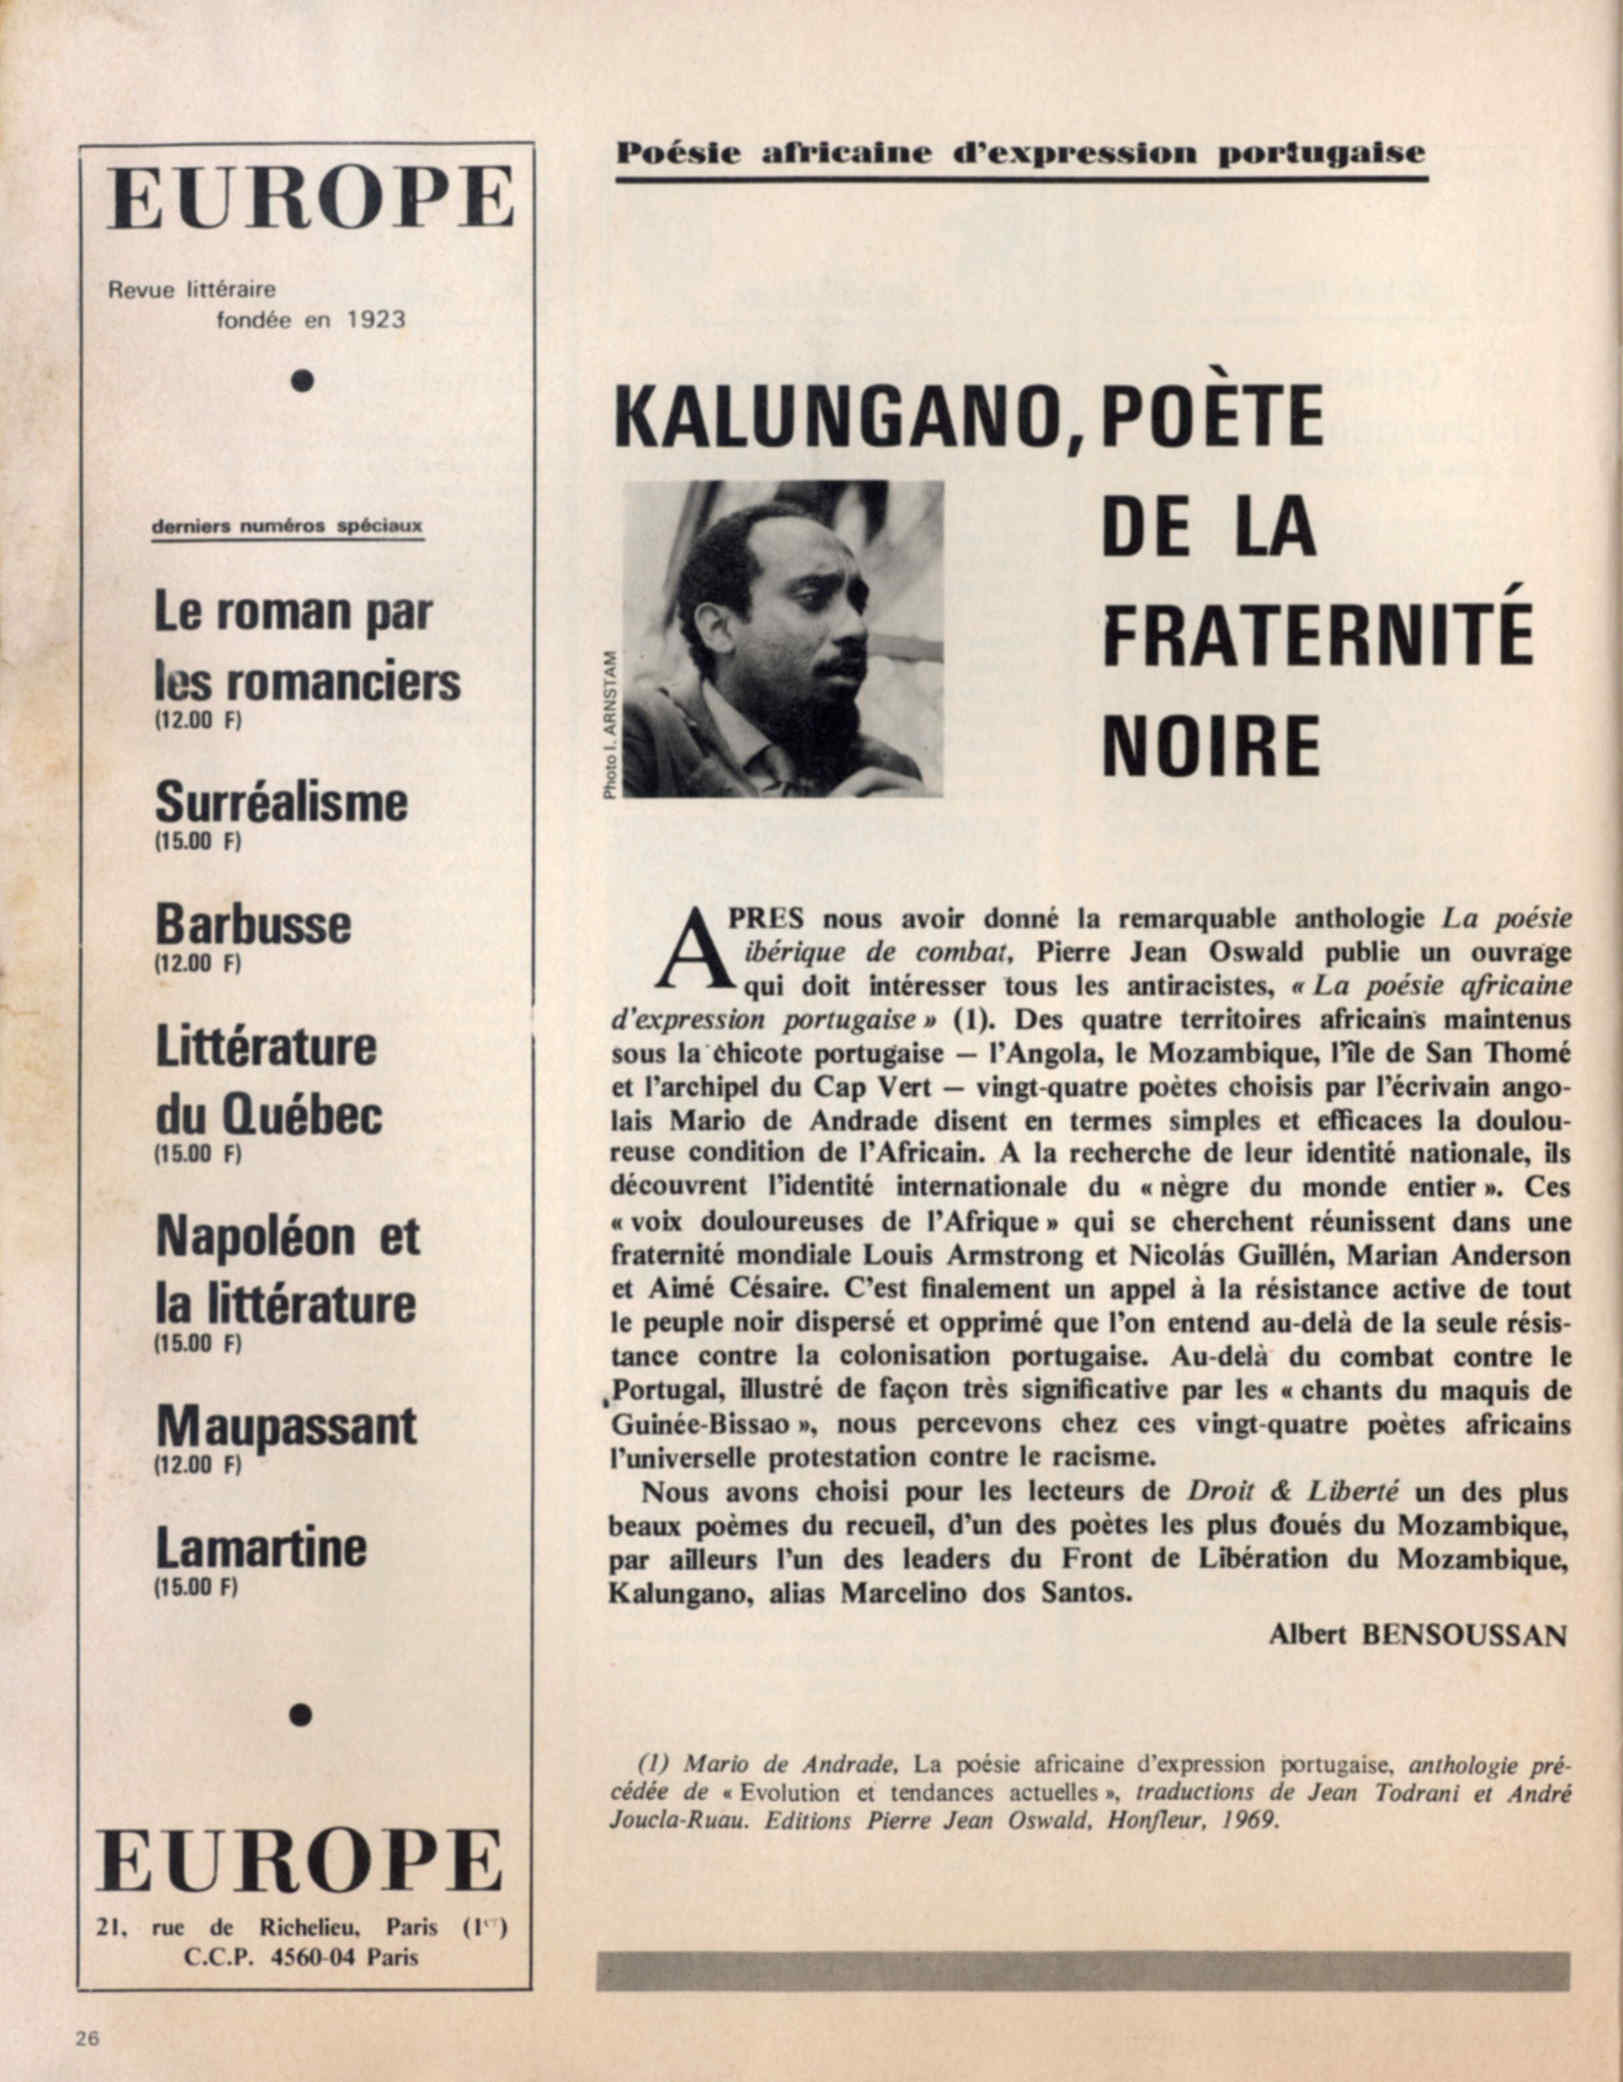 EUROPE
Revue littéraire
fondée en 1923
derniers numéros spéciaux
Le roman par
les romanciers
(12.00 F)
Surréalisme
(15.00 F)
Barbusse
(12.00 F)
Littérature
du Québec
(15.00 F)
Napoléon et
la littérature
(15.00 F)
Maupassant
(12.00 F)
Lamartine
(15.00 F)
EUROPE
21, rue de Richelieu, Paris (1er)
C.C.P. 4560-04 Paris
26
Poésie africaine d'expression portugaise
KALUNGANO, POÈTE
DE LA
FRATERNITÉ
NOIRE
Photo I. ARNSTAM
APRES nous avoir donné la remarquable anthologie La poésie
ibérique de combat, Pierre Jean Oswald publie un ouvrage
qui doit intéresser tous les antiracistes, « La poésie africaine
d'expression portugaise » (1). Des quatre territoires africains maintenus
sous la chicote portugaise — l'Angola, le Mozambique, l'île de San Thomé
et l'archipel du Cap Vert — vingt-quatre poètes choisis par l'écrivain ango-
lais Mario de Andrade disent en termes simples et efficaces la doulou-
reuse condition de l'Africain. A la recherche de leur identité nationale, ils
découvrent l'identité internationale du « nègre du monde entier ». Ces
« voix douloureuses de l'Afrique » qui se cherchent réunissent dans une
fraternité mondiale Louis Armstrong et Nicolás Guillén, Marian Anderson
et Aimé Césaire. C'est finalement un appel à la résistance active de tout
le peuple noir dispersé et opprimé que l'on entend au-delà de la seule résis-
tance contre la colonisation portugaise. Au-delà du combat contre le
Portugal, illustré de façon très significative par les « chants du maquis de
Guinée-Bissao », nous percevons chez ces vingt-quatre poètes africains
l'universelle protestation contre le racisme.
Nous avons choisi pour les lecteurs de Droit & Liberté un des plus
beaux poèmes du recueil, d'un des poètes les plus doués du Mozambique,
par ailleurs l'un des leaders du Front de Libération du Mozambique,
Kalungano, alias Marcelino dos Santos.
Albert BENSOUSSAN
(1) Mario de Andrade, La poésie africaine d'expression portugaise, anthologie pré-
cédée de « Evolution et tendances actuelles », traductions de Jean Todrani et André
Joucla-Ruau. Editions Pierre Jean Oswald, Honfleur, 1969.